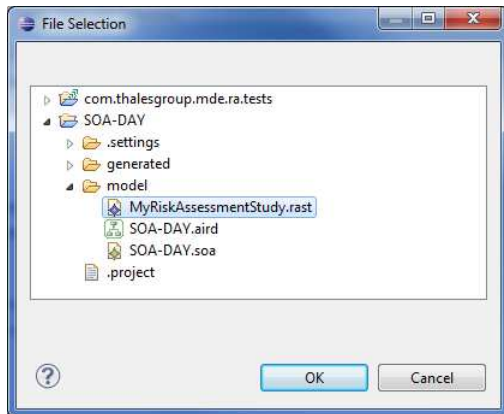 File Selection
com.thalesgroup.mde.ra.tests
SOA-DAY
.settings
generated
model
MyRiskAssessmentStudy.rast
SOA-DAY.aird
SOA-DAY.soa
.project
?
OK Cancel